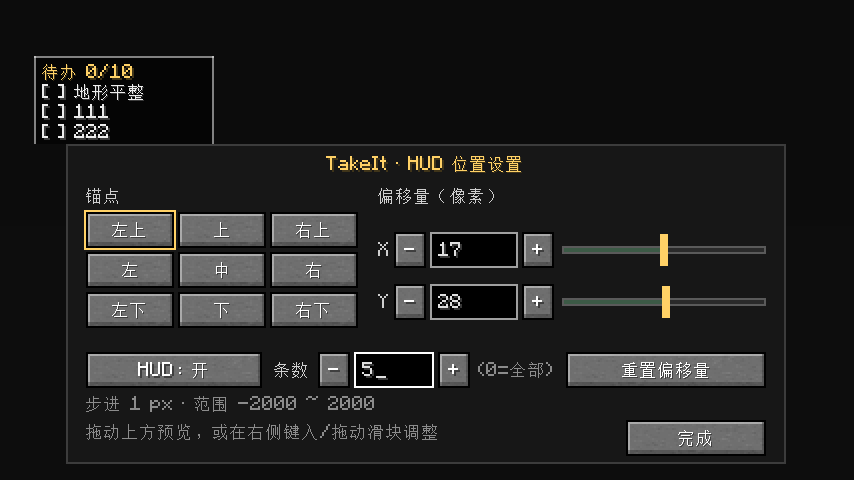 待办 0/10
[ ] 地形平整
[ ] 111
[ ] 222
TakeIt · HUD 位置设置
锚点
偏移量（像素）
左上 上 右上
X − 17 +
左 中 右
Y − 28 +
左下 下 右下
HUD: 开 条数 − 5_ + (0=全部) 重置偏移量
步进 1 px · 范围 −2000 ~ 2000
拖动上方预览，或在右侧键入/拖动滑块调整
完成